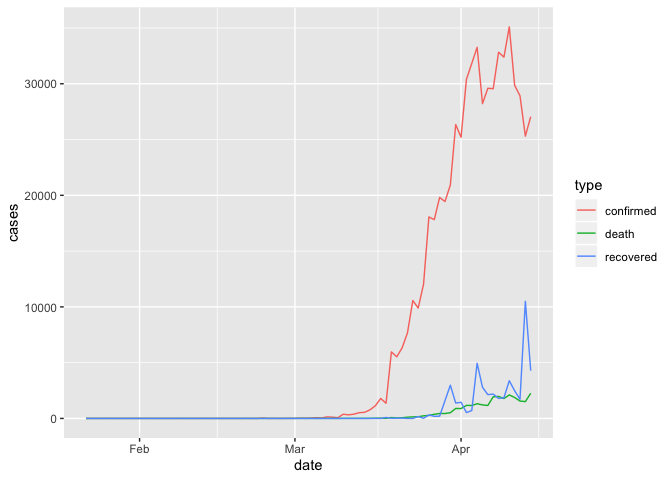 30000
20000
10000
0
cases
Feb
Mar
Apr
date
type
confirmed
death
recovered